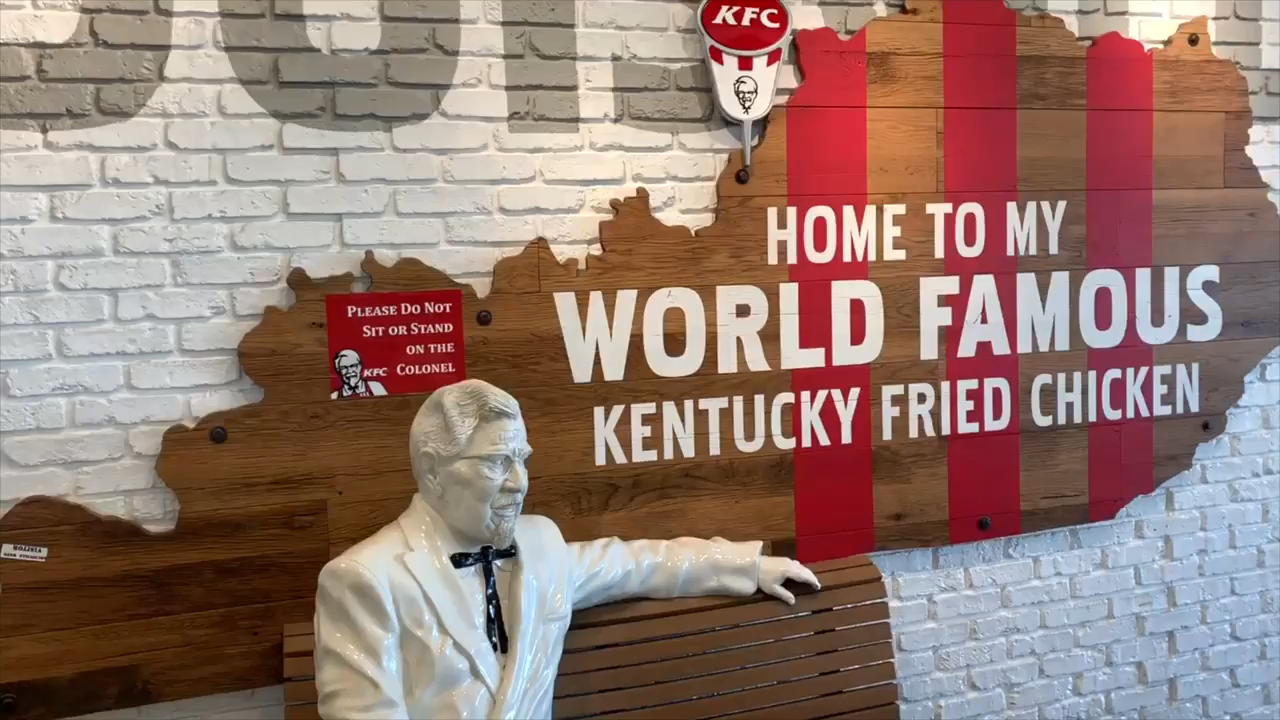 KFC
HOME TO MY
WORLD FAMOUS
KENTUCKY FRIED CHICKEN
PLEASE DO NOT
SIT OR STAND
ON THE
KFC COLONEL